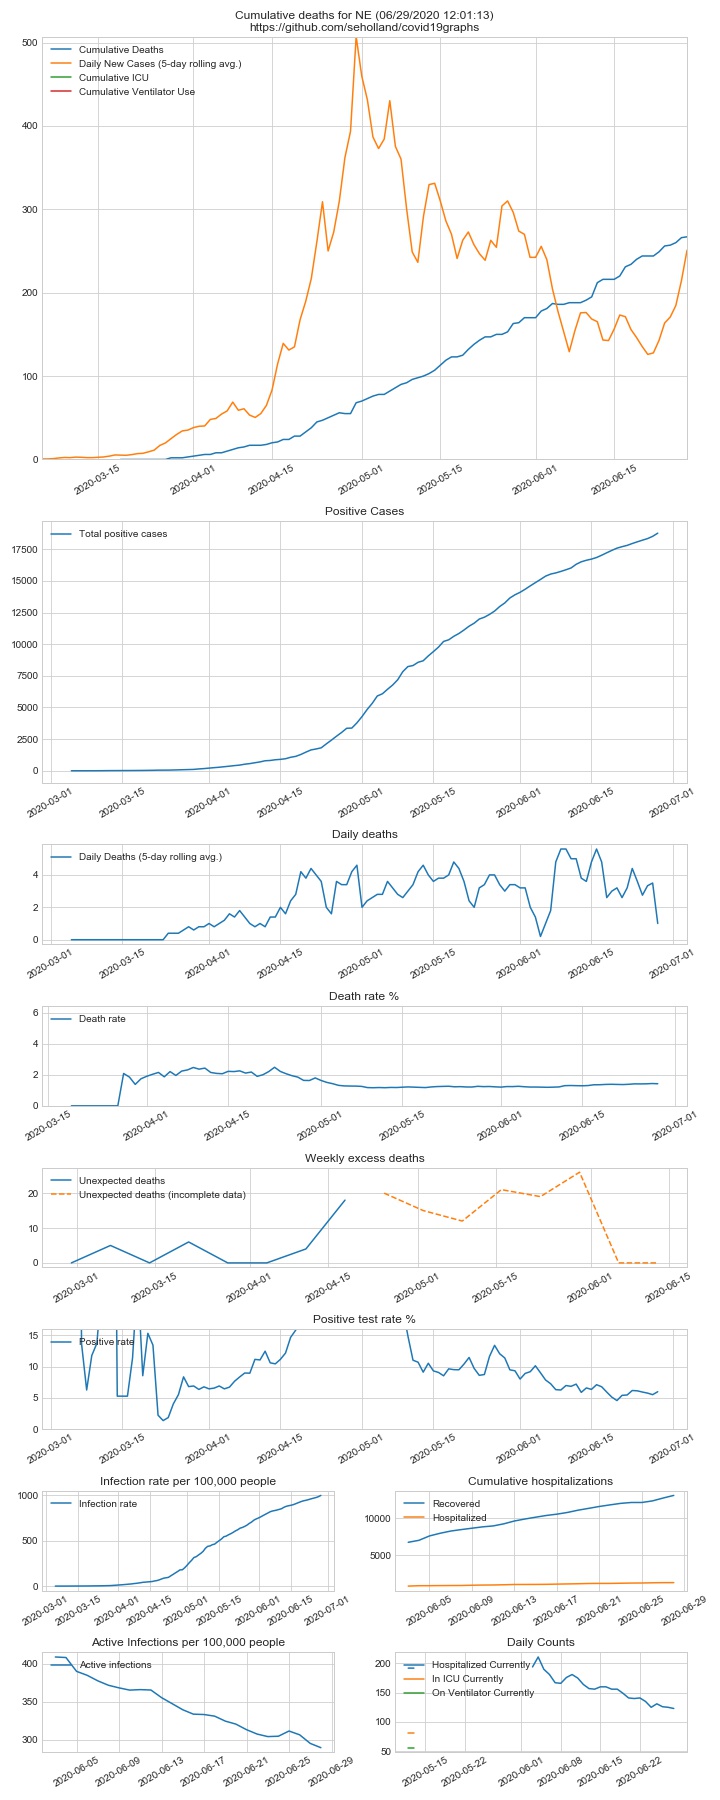 Cumulative deaths for NE (06/29/2020 12:01:13)
https://github.com/seholland/covid19graphs
Cumulative Deaths
Daily New Cases (5-day rolling avg.)
Cumulative ICU
Cumulative Ventilator Use
500
400
300
200
100
0
2020-03-15 2020-04-01 2020-04-15 2020-05-01 2020-05-15 2020-06-01 2020-06-15
Positive Cases
Total positive cases
17500
15000
12500
10000
7500
5000
2500
0
2020-03-01 2020-03-15 2020-04-01 2020-04-15 2020-05-01 2020-05-15 2020-06-01 2020-06-15 2020-07-01
Daily deaths
Daily Deaths (5-day rolling avg.)
4
2
0
2020-03-01 2020-03-15 2020-04-01 2020-04-15 2020-05-01 2020-05-15 2020-06-01 2020-06-15 2020-07-01
Death rate %
Death rate
6
4
2
0
2020-03-15 2020-04-01 2020-04-15 2020-05-01 2020-05-15 2020-06-01 2020-06-15 2020-07-01
Weekly excess deaths
Unexpected deaths
Unexpected deaths (incomplete data)
20
10
0
2020-03-01 2020-03-15 2020-04-01 2020-04-15 2020-05-01 2020-05-15 2020-06-01 2020-06-15
Positive test rate %
Positive rate
15
10
5
0
2020-03-01 2020-03-15 2020-04-01 2020-04-15 2020-05-01 2020-05-15 2020-06-01 2020-06-15 2020-07-01
Infection rate per 100,000 people
Infection rate
1000
500
0
2020-03-01 2020-03-15 2020-04-01 2020-04-15 2020-05-01 2020-05-15 2020-06-01 2020-06-15 2020-07-01
Cumulative hospitalizations
Recovered
Hospitalized
10000
5000
2020-06-05 2020-06-09 2020-06-13 2020-06-17 2020-06-21 2020-06-25 2020-06-29
Active Infections per 100,000 people
Active infections
400
350
300
2020-06-05 2020-06-09 2020-06-13 2020-06-17 2020-06-21 2020-06-25 2020-06-29
Daily Counts
Hospitalized Currently
In ICU Currently
On Ventilator Currently
200
150
100
50
2020-05-15 2020-05-22 2020-06-01 2020-06-08 2020-06-15 2020-06-22